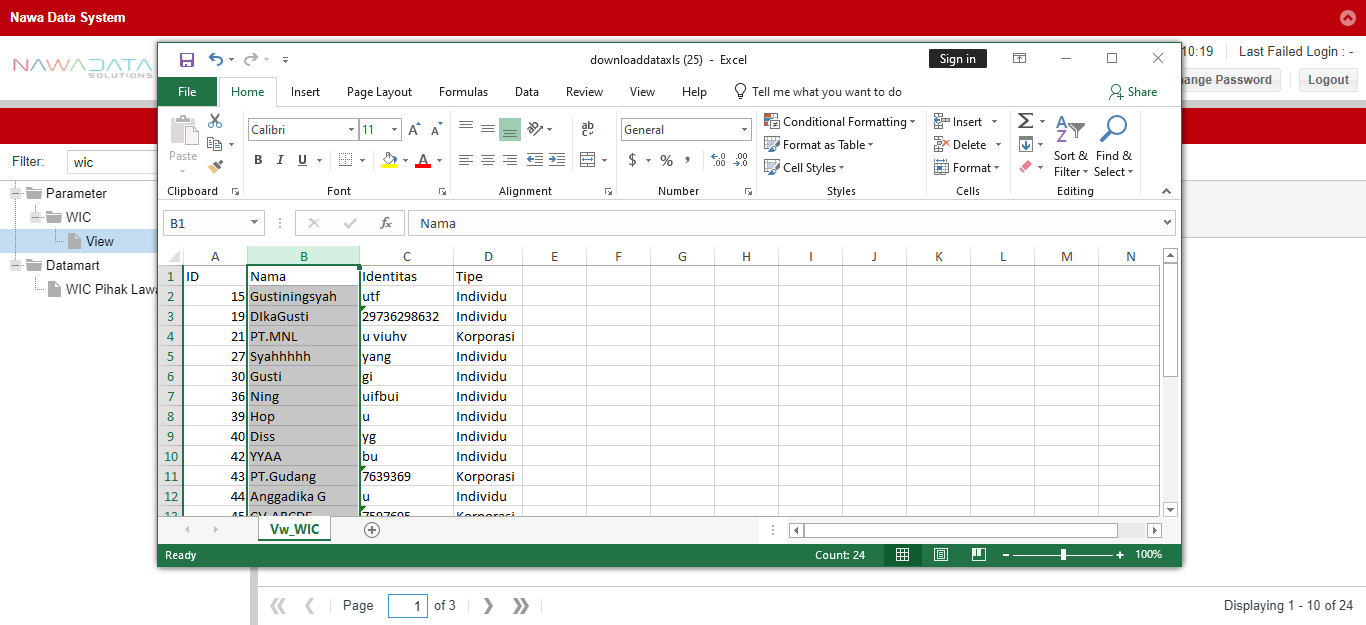 Nawa Data System
NAWADATA
SOLUTIONS
10:19 Last Failed Login : -
ange Password Logout
Filter: wic
Parameter
WIC
View
Datamart
WIC Pihak Lawa
downloaddataxls (25) - Excel
Sign in
File Home Insert Page Layout Formulas Data Review View Help Tell me what you want to do Share
Paste
Clipboard
Calibri 11
A A
B I U A
Font
ab
Alignment
General
$ % , .00
Number
Conditional Formatting
Format as Table
Cell Styles
Styles
Insert
Delete
Format
Cells
Sort & Filter
Find & Select
Editing
B1 fx Nama
A B C D E F G H I J K L M N
1 ID Nama Identitas Tipe
2 15 Gustiningsyah utf Individu
3 19 DIkaGusti 29736298632 Individu
4 21 PT.MNL u viuhv Korporasi
5 27 Syahhhhh yang Individu
6 30 Gusti gi Individu
7 36 Ning uifbui Individu
8 39 Hop u Individu
9 40 Diss yg Individu
10 42 YYAA bu Individu
11 43 PT.Gudang 7639369 Korporasi
12 44 Anggadika G u Individu
13 45 CV.ABCDE 7597695 Korporasi
Vw_WIC
Ready Count: 24 100%
Page 1 of 3
Displaying 1 - 10 of 24